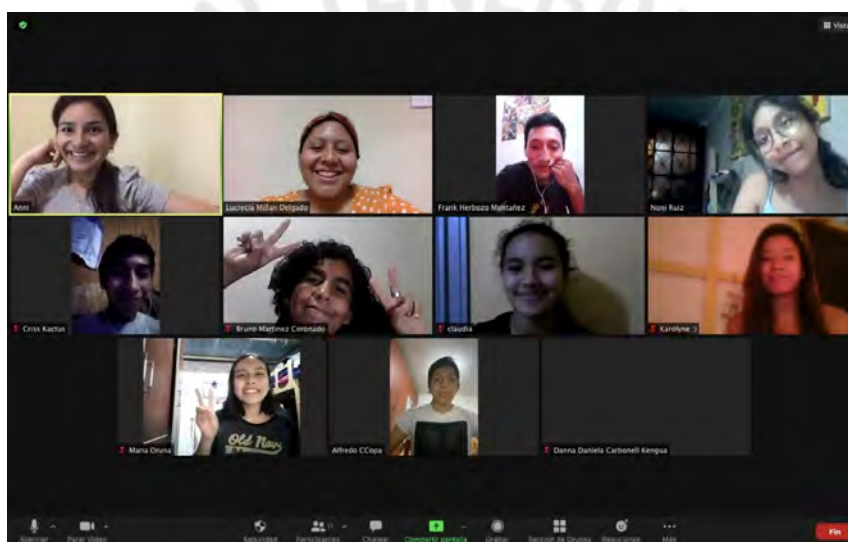 Vista
Anni
Lucrecia Millan Delgado
Frank Herbozo Montañez
Noni Ruiz
Criss Kactus
Bruno Martinez Coronado
claudia
Karolyne :)
Old Navy
Maria Oruna
Alfredo CCopa
Danna Daniela Carbonell Kengua
Silenciar
Parar Video
Seguridad
Participantes
11
Chatear
Compartir pantalla
Grabar
Sección de Grupos
Reacciones
Más
Fin